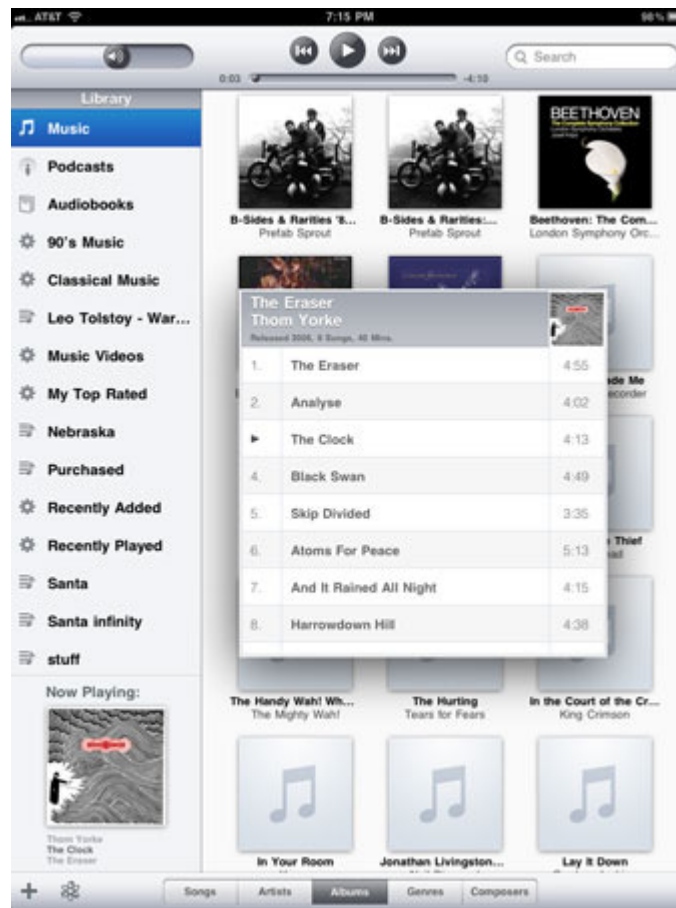 AT&T 7:15 PM 98%
0:03 -4:10
Search
Library
Music
Podcasts
Audiobooks
90's Music
Classical Music
Leo Tolstoy - War...
Music Videos
My Top Rated
Nebraska
Purchased
Recently Added
Recently Played
Santa
Santa infinity
stuff
Now Playing:
Thom Yorke
The Clock
The Eraser
B-Sides & Rarities '8...
Prefab Sprout
B-Sides & Rarities:...
Prefab Sprout
BEETHOVEN
Beethoven: The Com...
London Symphony Orc...
The Eraser
Thom Yorke
Released 2006, 9 Songs, 40 Mins.
1. The Eraser 4:55
2. Analyse 4:02
The Clock 4:13
4. Black Swan 4:49
5. Skip Divided 3:35
6. Atoms For Peace 5:13
7. And It Rained All Night 4:15
8. Harrowdown Hill 4:38
ade Me
ecorder
Thief
ad
The Handy Wah! Wh...
The Mighty Wah!
The Hurting
Tears for Fears
In the Court of the Cr...
King Crimson
In Your Room
Jonathan Livingston...
Lay It Down
Songs Artists Albums Genres Composers